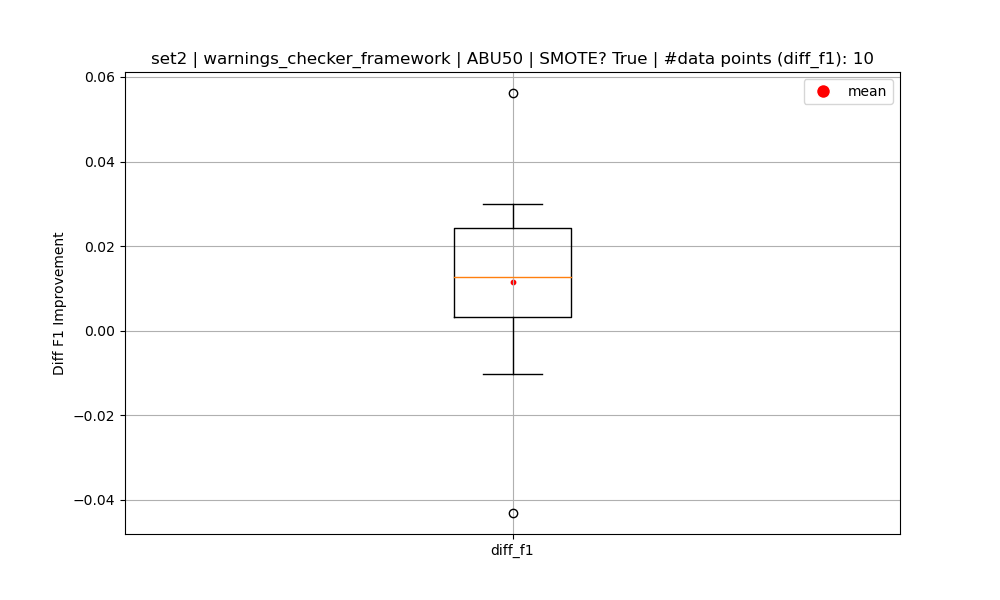 set2 | warnings_checker_framework | ABU50 | SMOTE? True | #data points (diff_f1): 10
mean
Diff F1 Improvement
0.06
0.04
0.02
0.00
−0.02
−0.04
diff_f1